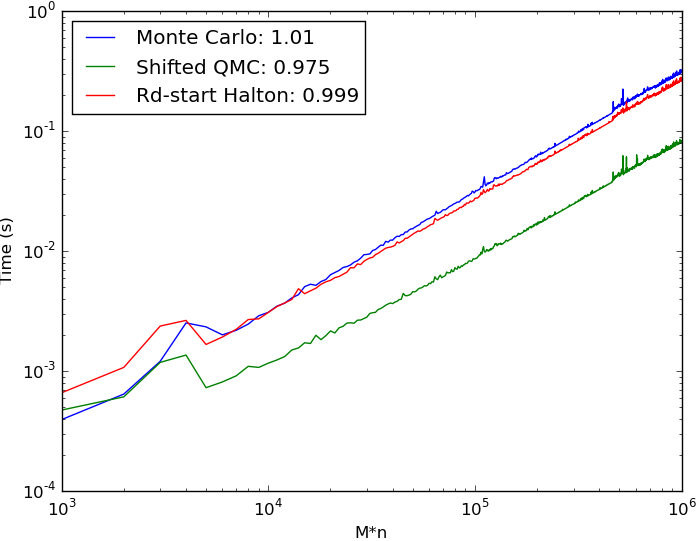 10^0
Monte Carlo: 1.01
Shifted QMC: 0.975
Rd-start Halton: 0.999
10^-1
10^-2
Time (s)
10^-3
10^-4
10^3 10^4 10^5 10^6
M*n